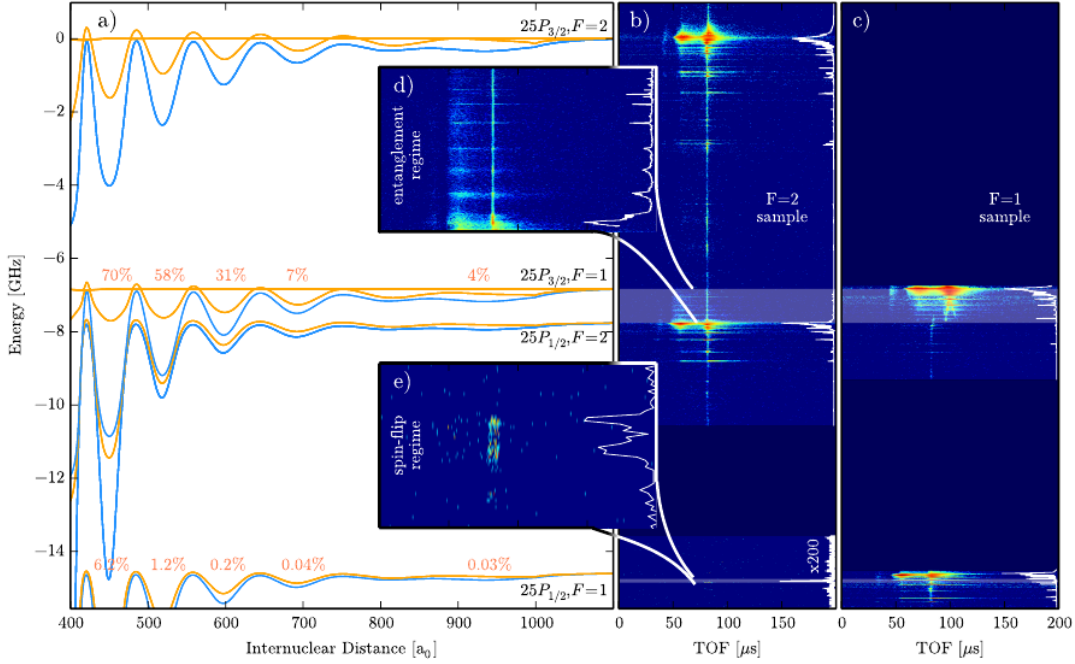 a)
25P3/2,F=2
b)
c)
0
−2
−4
−6
−8
−10
−12
−14
Energy [GHz]
d)
entanglement
regime
F=2
sample
F=1
sample
70%
58%
31%
7%
4%
25P3/2,F=1
25P1/2,F=2
e)
spin-flip
regime
x200
6.2%
1.2%
0.2%
0.04%
0.03%
25P1/2,F=1
400
500
600
700
800
900
1000
Internuclear Distance [a0]
0
50
100
150
TOF [μs]
0
50
100
150
200
TOF [μs]